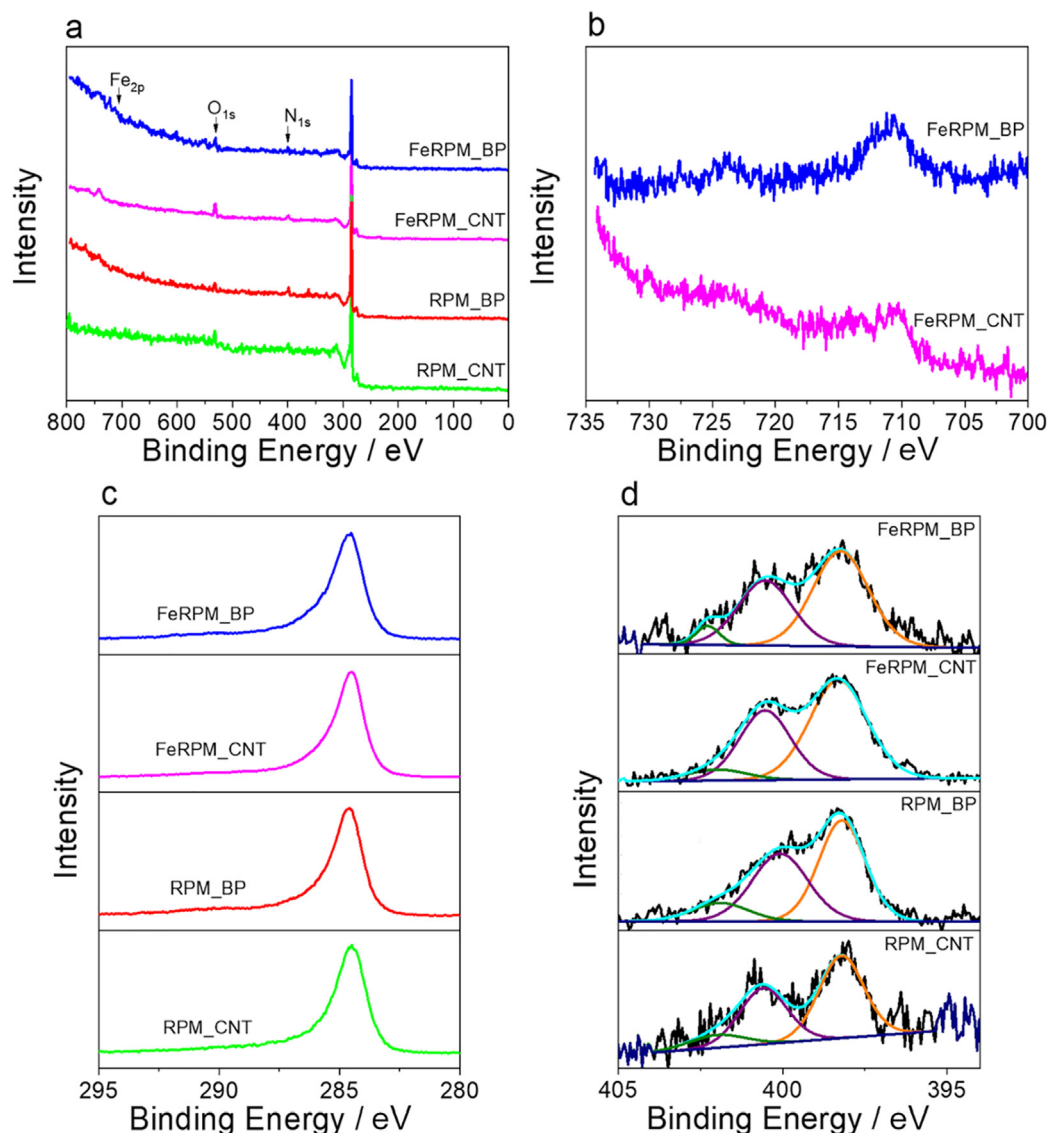 a
Fe2p
O1s
N1s
FeRPM_BP
FeRPM_CNT
RPM_BP
RPM_CNT
Intensity
800 700 600 500 400 300 200 100 0
Binding Energy / eV
b
FeRPM_BP
FeRPM_CNT
Intensity
735 730 725 720 715 710 705 700
Binding Energy / eV
c
FeRPM_BP
FeRPM_CNT
RPM_BP
RPM_CNT
Intensity
295 290 285 280
Binding Energy / eV
d
FeRPM_BP
FeRPM_CNT
RPM_BP
RPM_CNT
Intensity
405 400 395
Binding Energy / eV